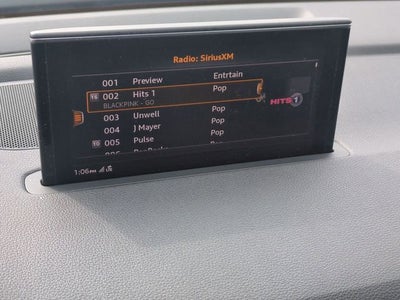 Radio: SiriusXM
001 Preview Entrtain
002 Hits 1 Pop
BLACKPINK - GO
HITS 1
003 Unwell Pop
004 J Mayer Pop
005 Pulse Pop
1:06PM LTE